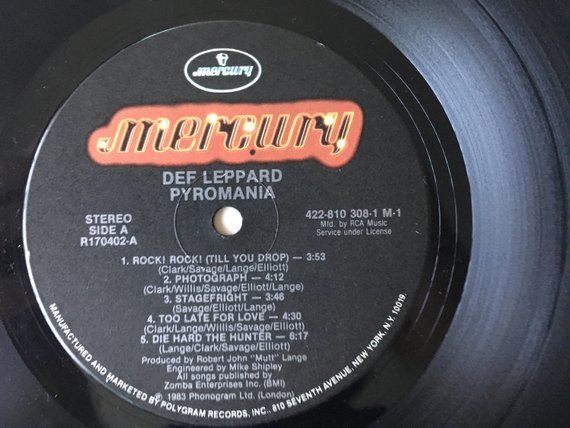 mercury
mercury
DEF LEPPARD
PYROMANIA
STEREO
SIDE A
R170402-A
422-810 308-1 M-1
Mfd. by RCA Music
Service under License
1. ROCK! ROCK! (TILL YOU DROP) — 3:53
(Clark/Savage/Lange/Elliott)
2. PHOTOGRAPH — 4:12
(Clark/Willis/Savage/Lange/Elliott)
3. STAGEFRIGHT — 3:46
(Savage/Elliott/Lange)
4. TOO LATE FOR LOVE — 4:30
(Clark/Lange/Willis/Savage/Elliott)
5. DIE HARD THE HUNTER — 6:17
(Lange/Clark/Savage/Elliott)
Produced by Robert John "Mutt" Lange
Engineered by Mike Shipley
All songs published by
Zomba Enterprises Inc. (BMI)
℗ 1983 Phonogram Ltd. (London)
MANUFACTURED AND MARKETED BY POLYGRAM RECORDS, INC., 810 SEVENTH AVENUE, NEW YORK, N.Y. 10019